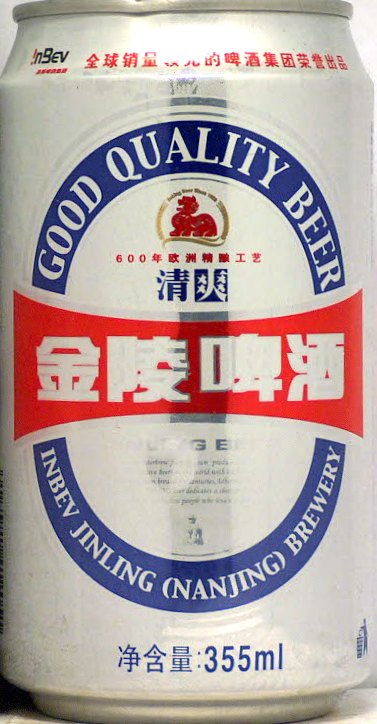 InBev
全球销量领先的啤酒集团荣誉出品
GOOD QUALITY BEER
600年欧洲精酿工艺
清爽
金陵啤酒
INBEV JINLING (NANJING) BREWERY
净含量:355ml